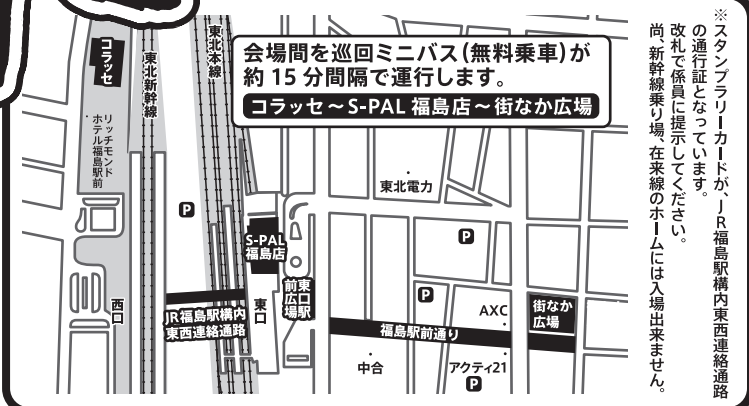 ※スタンプラリーカードが、JR福島駅構内東西連絡通路
の通行証となっています。
改札で係員に提示してください。
尚、新幹線乗り場、在来線のホームには入場出来ません。
会場間を巡回ミニバス(無料乗車)が
約15分間隔で運行します。
コラッセ～S-PAL 福島店～街なか広場
コラッセ
東北新幹線
東北本線
リッチモンド
ホテル福島駅前
東北電力
P
S-PAL
福島店
P
東口駅
前広場
P
西口
JR福島駅構内
東西連絡通路
東口
AXC
街なか
広場
福島駅前通り
中合
アクティ21
P